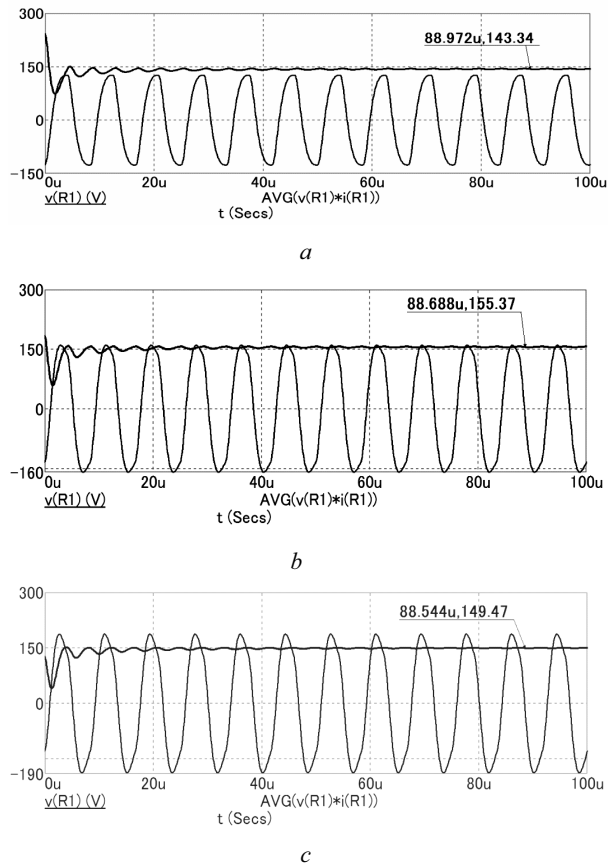 150
88.972u,143.34
0
-150
0u 20u 40u 60u 80u 100u
v(R1) (V) AVG(v(R1)*i(R1))
t (Secs)
a
300
88.688u,155.37
150
0
-160
0u 20u 40u 60u 80u 100u
v(R1) (V) AVG(v(R1)*i(R1))
t (Secs)
b
300
88.544u,149.47
150
0
-190
0u 20u 40u 60u 80u 100u
v(R1) (V) AVG(v(R1)*i(R1))
t (Secs)
c